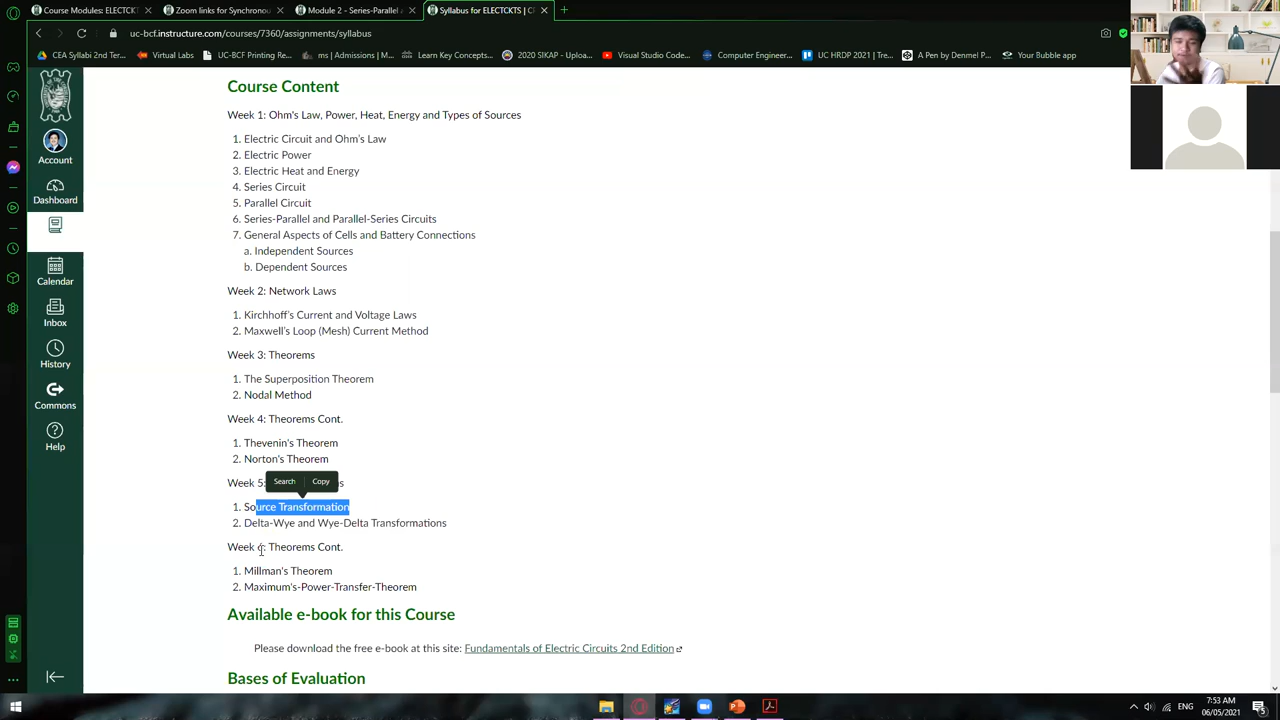 Course Modules: ELECTCKT
Zoom links for Synchronou
Module 2 - Series-Parallel
Syllabus for ELECTCKTS | C
uc-bcf.instructure.com/courses/7360/assignments/syllabus
CEA Syllabi 2nd Ter...
Virtual Labs
UC-BCF Printing Re...
ms | Admissions | M...
Learn Key Concepts...
2020 SIKAP - Uploa...
Visual Studio Code...
Computer Engineer...
UC HRDP 2021 | Tre...
A Pen by Denmel P...
Your Bubble app
Account
Dashboard
Calendar
Inbox
History
Commons
Help
Course Content
Week 1: Ohm's Law, Power, Heat, Energy and Types of Sources
1. Electric Circuit and Ohm's Law
2. Electric Power
3. Electric Heat and Energy
4. Series Circuit
5. Parallel Circuit
6. Series-Parallel and Parallel-Series Circuits
7. General Aspects of Cells and Battery Connections
a. Independent Sources
b. Dependent Sources
Week 2: Network Laws
1. Kirchhoff's Current and Voltage Laws
2. Maxwell's Loop (Mesh) Current Method
Week 3: Theorems
1. The Superposition Theorem
2. Nodal Method
Week 4: Theorems Cont.
1. Thevenin's Theorem
2. Norton's Theorem
Search
Copy
Week 5: s
1. Source Transformation
2. Delta-Wye and Wye-Delta Transformations
Week 6: Theorems Cont.
1. Millman's Theorem
2. Maximum's-Power-Transfer-Theorem
Available e-book for this Course
Please download the free e-book at this site: Fundamentals of Electric Circuits 2nd Edition
Bases of Evaluation
ENG
7:53 AM
06/05/2021
5